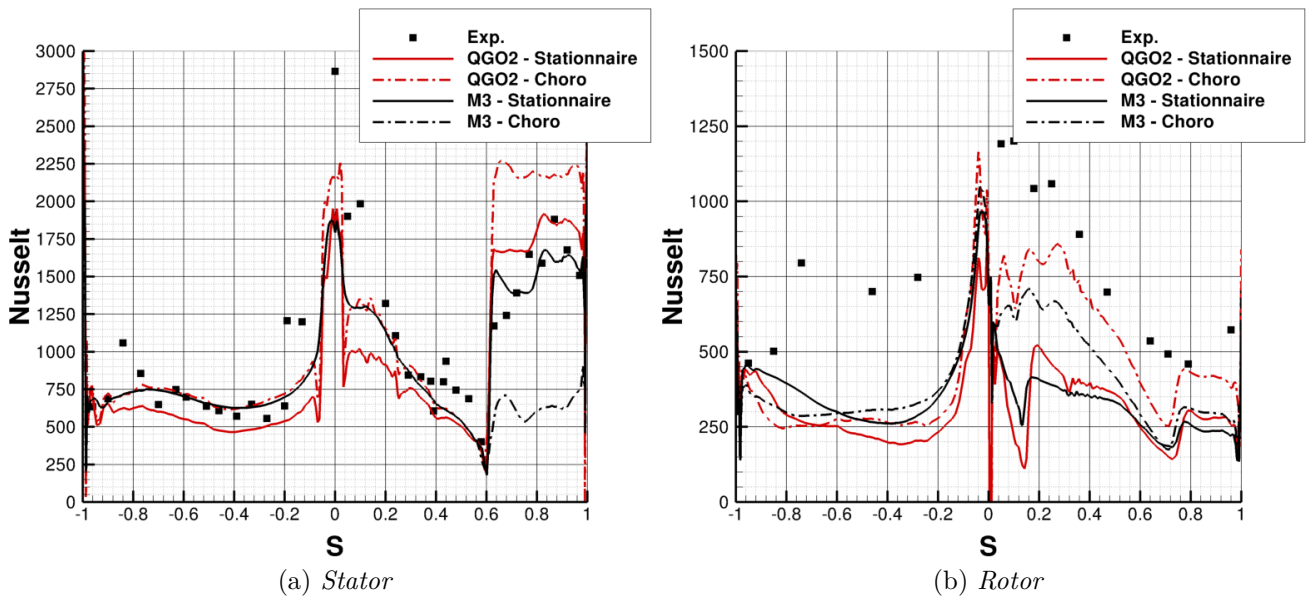 Exp.
QGO2 - Stationnaire
QGO2 - Choro
M3 - Stationnaire
M3 - Choro
3000
2750
2500
2250
2000
1750
1500
1250
1000
750
500
250
0
Nusselt
-1 -0.8 -0.6 -0.4 -0.2 0 0.2 0.4 0.6 0.8 1
S
(a) Stator
Exp.
QGO2 - Stationnaire
QGO2 - Choro
M3 - Stationnaire
M3 - Choro
1500
1250
1000
750
500
250
0
Nusselt
-1 -0.8 -0.6 -0.4 -0.2 0 0.2 0.4 0.6 0.8 1
S
(b) Rotor